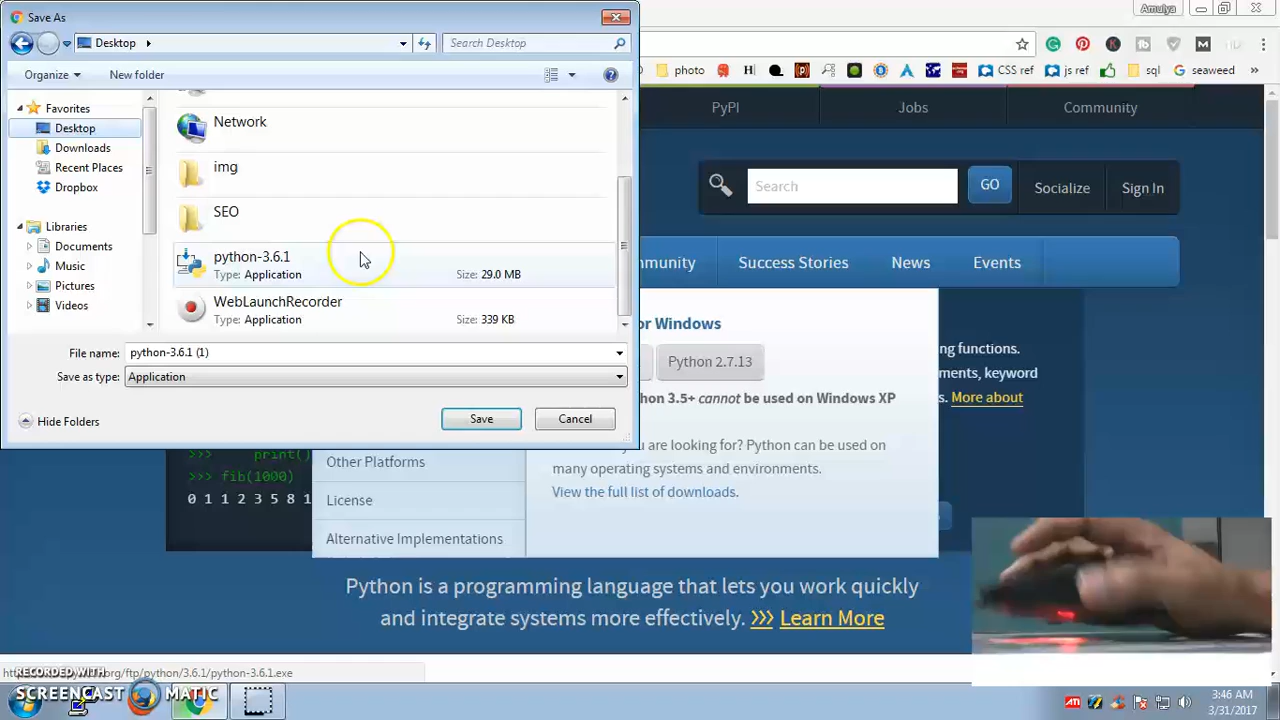 Save As
Amulya
Desktop
Search Desktop
Organize
New folder
photo
CSS ref
js ref
sql
seaweed
Favorites
Desktop
Downloads
Recent Places
Dropbox
Libraries
Documents
Music
Pictures
Videos
Network
img
SEO
python-3.6.1
Type: Application
Size: 29.0 MB
WebLaunchRecorder
Type: Application
Size: 339 KB
File name:
python-3.6.1 (1)
Save as type:
Application
Hide Folders
Save
Cancel
PyPI
Jobs
Community
Search
GO
Socialize
Sign In
Success Stories
News
Events
or Windows
Python 2.7.13
cannot be used on Windows XP
are looking for? Python can be used on
many operating systems and environments.
View the full list of downloads.
ing functions.
ments, keyword
More about
>>> print()
>>> fib(1000)
0 1 1 2 3 5 8 1
Other Platforms
License
Alternative Implementations
Python is a programming language that lets you work quickly
and integrate systems more effectively. >>> Learn More
org/ftp/python/3.6.1/python-3.6.1.exe
RECORDED WITH
SCREENCAST MATIC
3:46 AM
3/31/2017